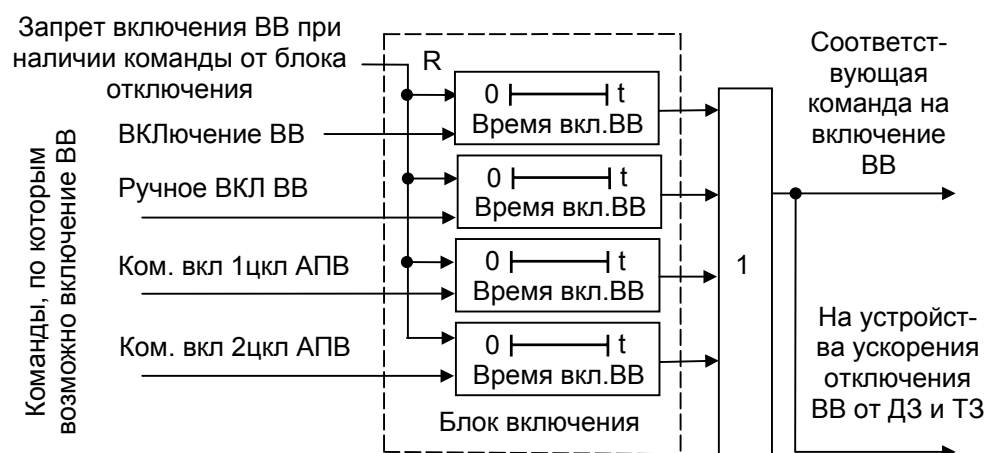 Запрет включения ВВ при
наличии команды от блока
отключения
R
Команды, по которым
возможно включение ВВ
ВКЛючение ВВ
Ручное ВКЛ ВВ
Ком. вкл 1цкл АПВ
Ком. вкл 2цкл АПВ
0 t
Время вкл.ВВ
0 t
Время вкл.ВВ
0 t
Время вкл.ВВ
0 t
Время вкл.ВВ
Блок включения
1
Соответст-
вующая
команда на
включение
ВВ
На устройст-
ва ускорения
отключения
ВВ от ДЗ и ТЗ